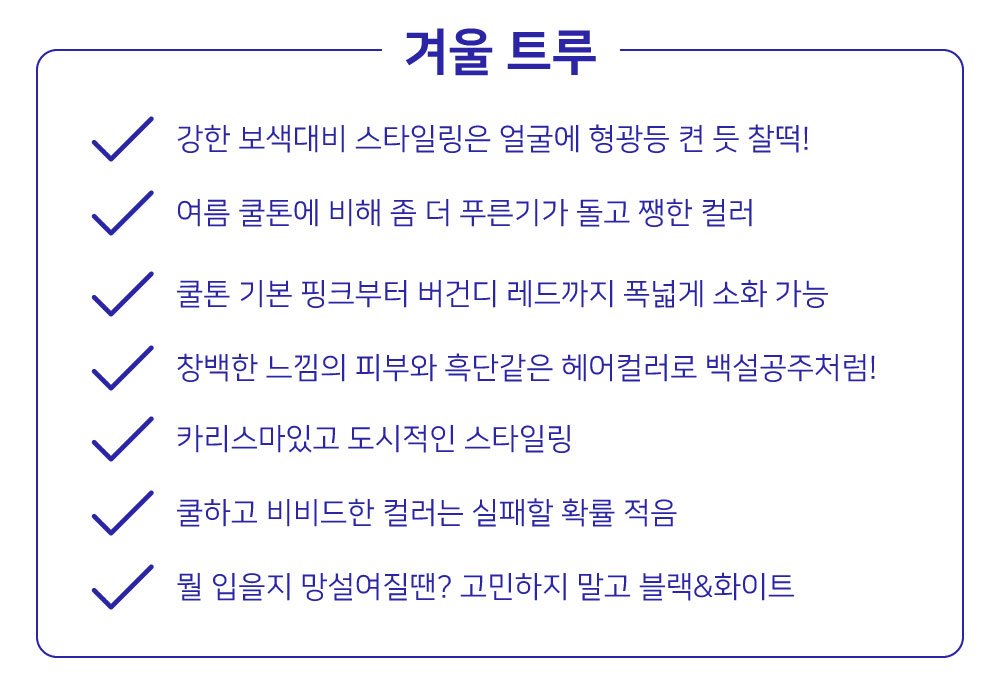 겨울 트루
강한 보색대비 스타일링은 얼굴에 형광등 켠 듯 찰떡!
여름 쿨톤에 비해 좀 더 푸른기가 돌고 쨍한 컬러
쿨톤 기본 핑크부터 버건디 레드까지 폭넓게 소화 가능
창백한 느낌의 피부와 흑단같은 헤어컬러로 백설공주처럼!
카리스마있고 도시적인 스타일링
쿨하고 비비드한 컬러는 실패할 확률 적음
뭘 입을지 망설여질땐? 고민하지 말고 블랙&화이트